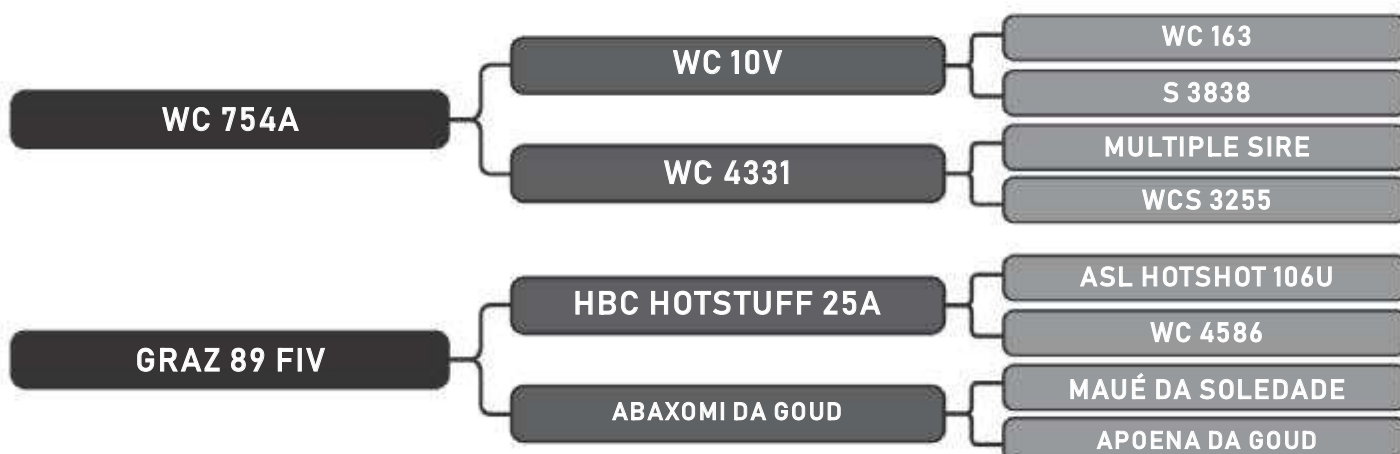 WC 163
WC 10V
S 3838
WC 754A
MULTIPLE SIRE
WC 4331
WCS 3255
ASL HOTSHOT 106U
HBC HOTSTUFF 25A
WC 4586
GRAZ 89 FIV
MAUÉ DA SOLEDADE
ABAXOMI DA GOUD
APOENA DA GOUD